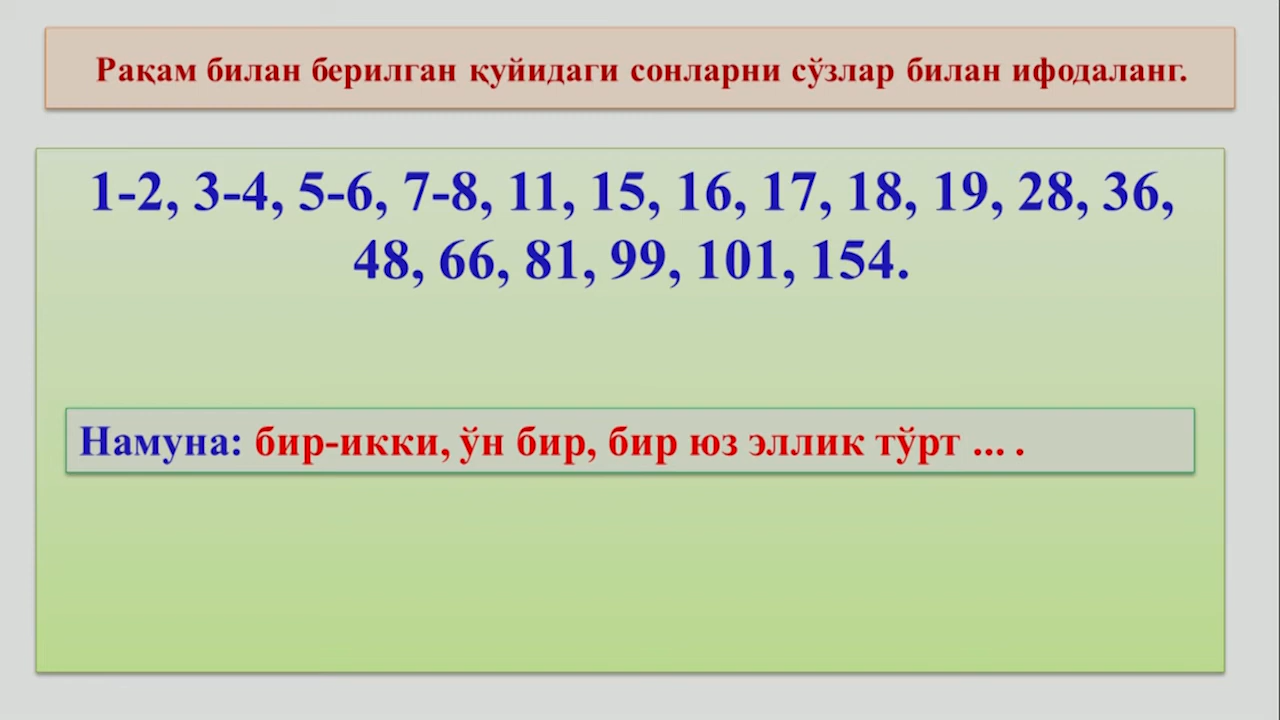 Рақам билан берилган қуйидаги сонларни сўзлар билан ифодаланг.
1-2, 3-4, 5-6, 7-8, 11, 15, 16, 17, 18, 19, 28, 36,
48, 66, 81, 99, 101, 154.
Намуна: бир-икки, ўн бир, бир юз эллик тўрт ... .